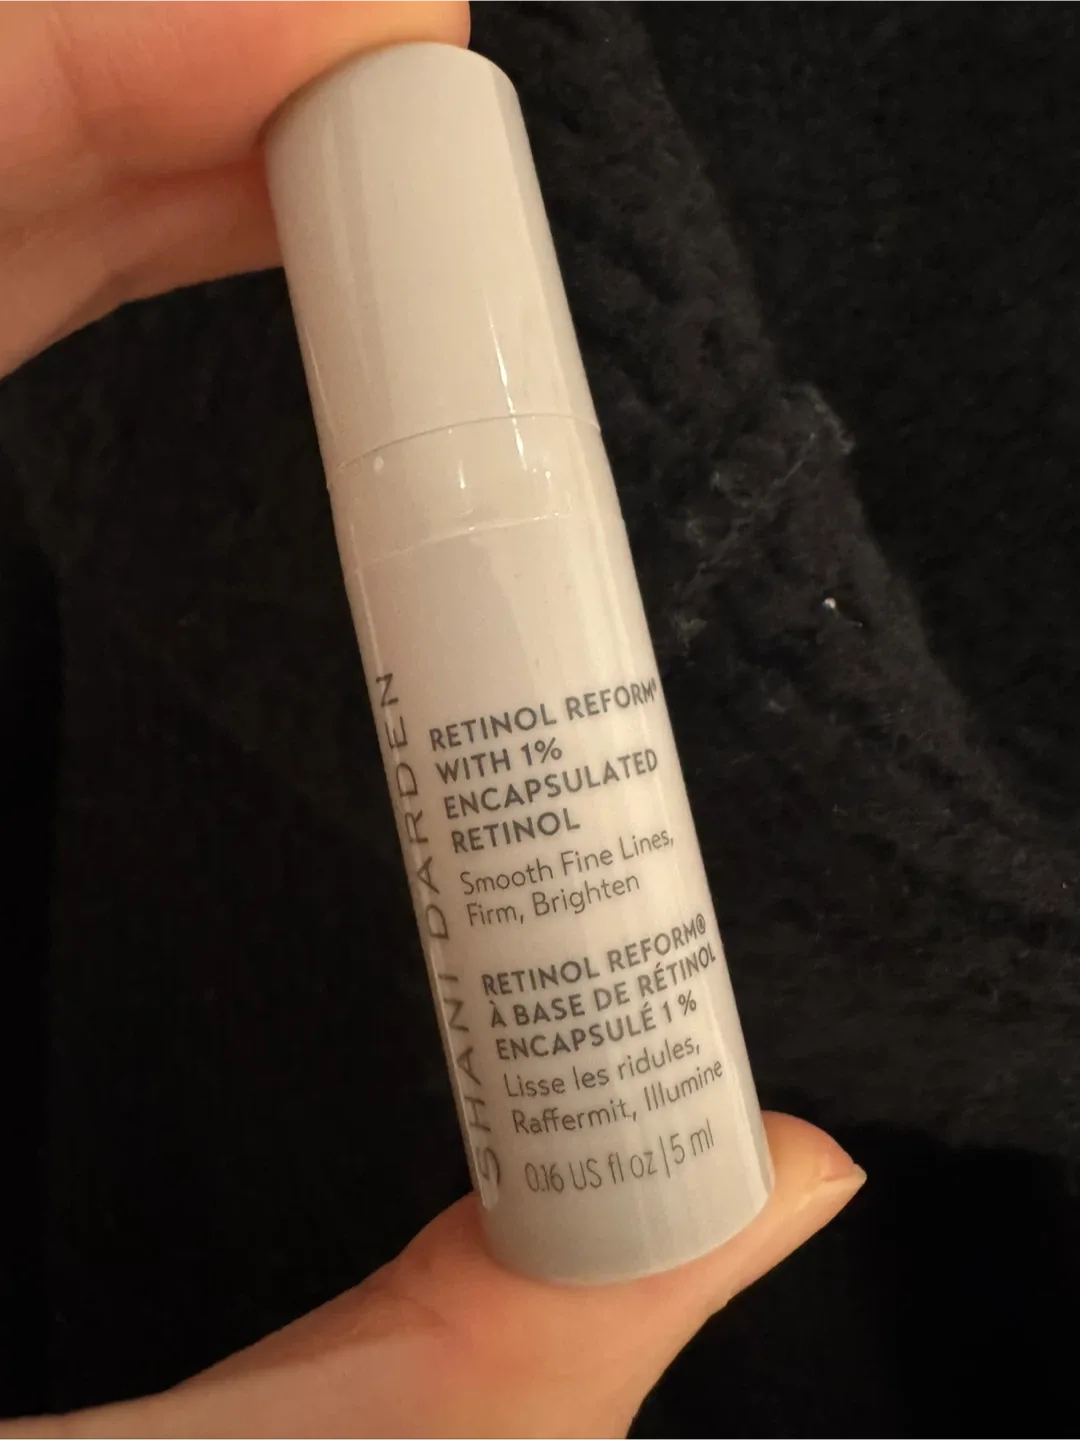 SHANI DARDEN
RETINOL REFORM®
WITH 1%
ENCAPSULATED
RETINOL
Smooth Fine Lines,
Firm, Brighten
RETINOL REFORM®
À BASE DE RÉTINOL
ENCAPSULÉ 1 %
Lisse les ridules,
Raffermit, Illumine
0.16 US fl oz | 5 ml